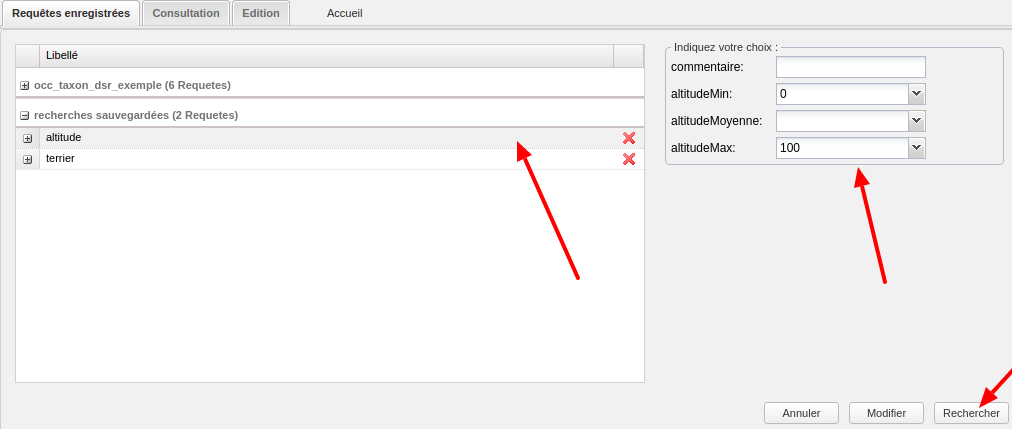 Requêtes enregistrées Consultation Edition Accueil
Libellé
occ_taxon_dsr_exemple (6 Requetes)
recherches sauvegardées (2 Requetes)
altitude
terrier
Indiquez votre choix :
commentaire:
altitudeMin: 0
altitudeMoyenne:
altitudeMax: 100
Annuler Modifier Rechercher